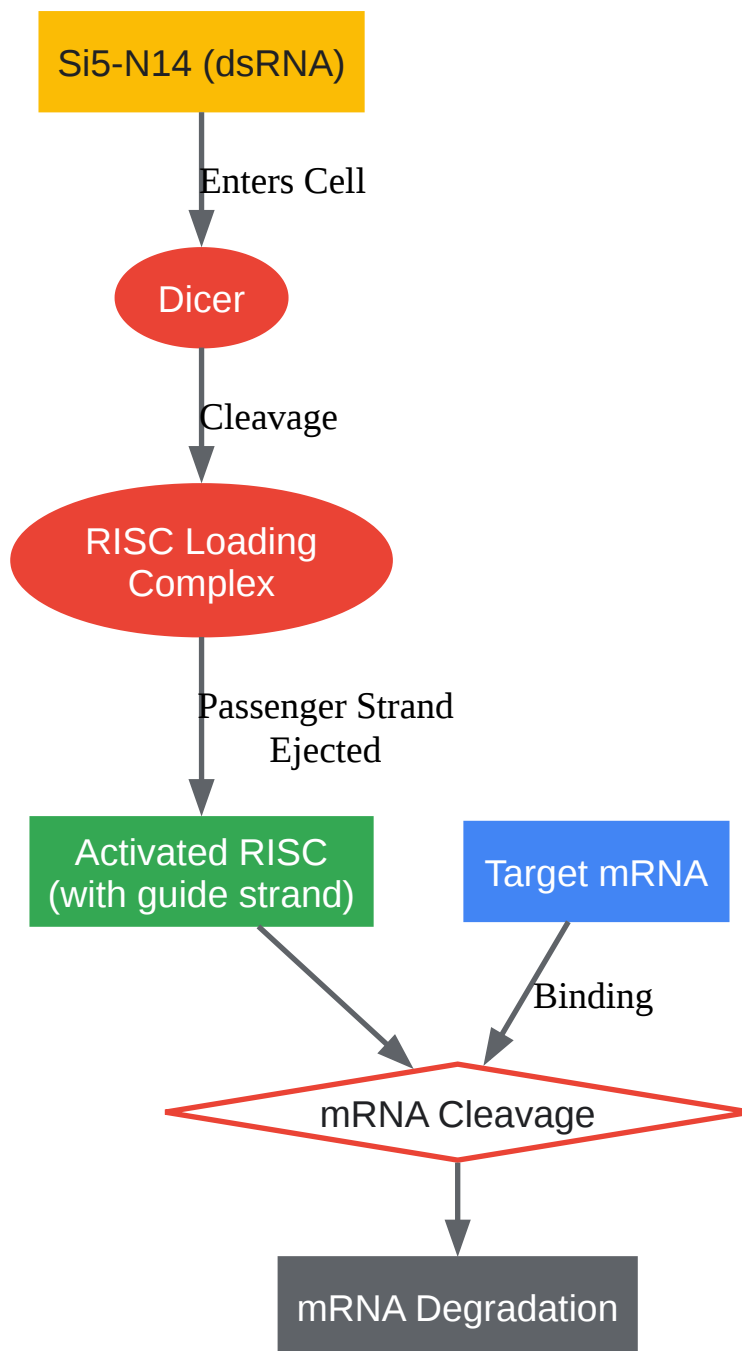 Si5-N14 (dsRNA)
Enters Cell
Dicer
Cleavage
RISC Loading
Complex
Passenger Strand
Ejected
Activated RISC
(with guide strand)
Target mRNA
Binding
mRNA Cleavage
mRNA Degradation